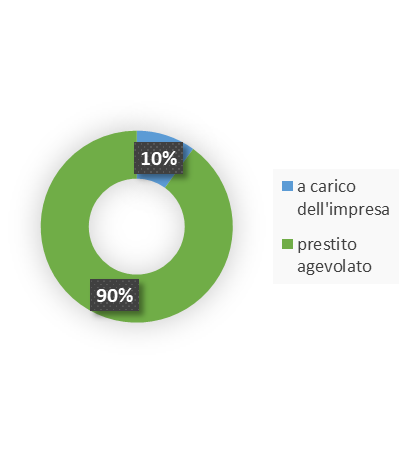 10%
a carico
dell'impresa
prestito
agevolato
90%